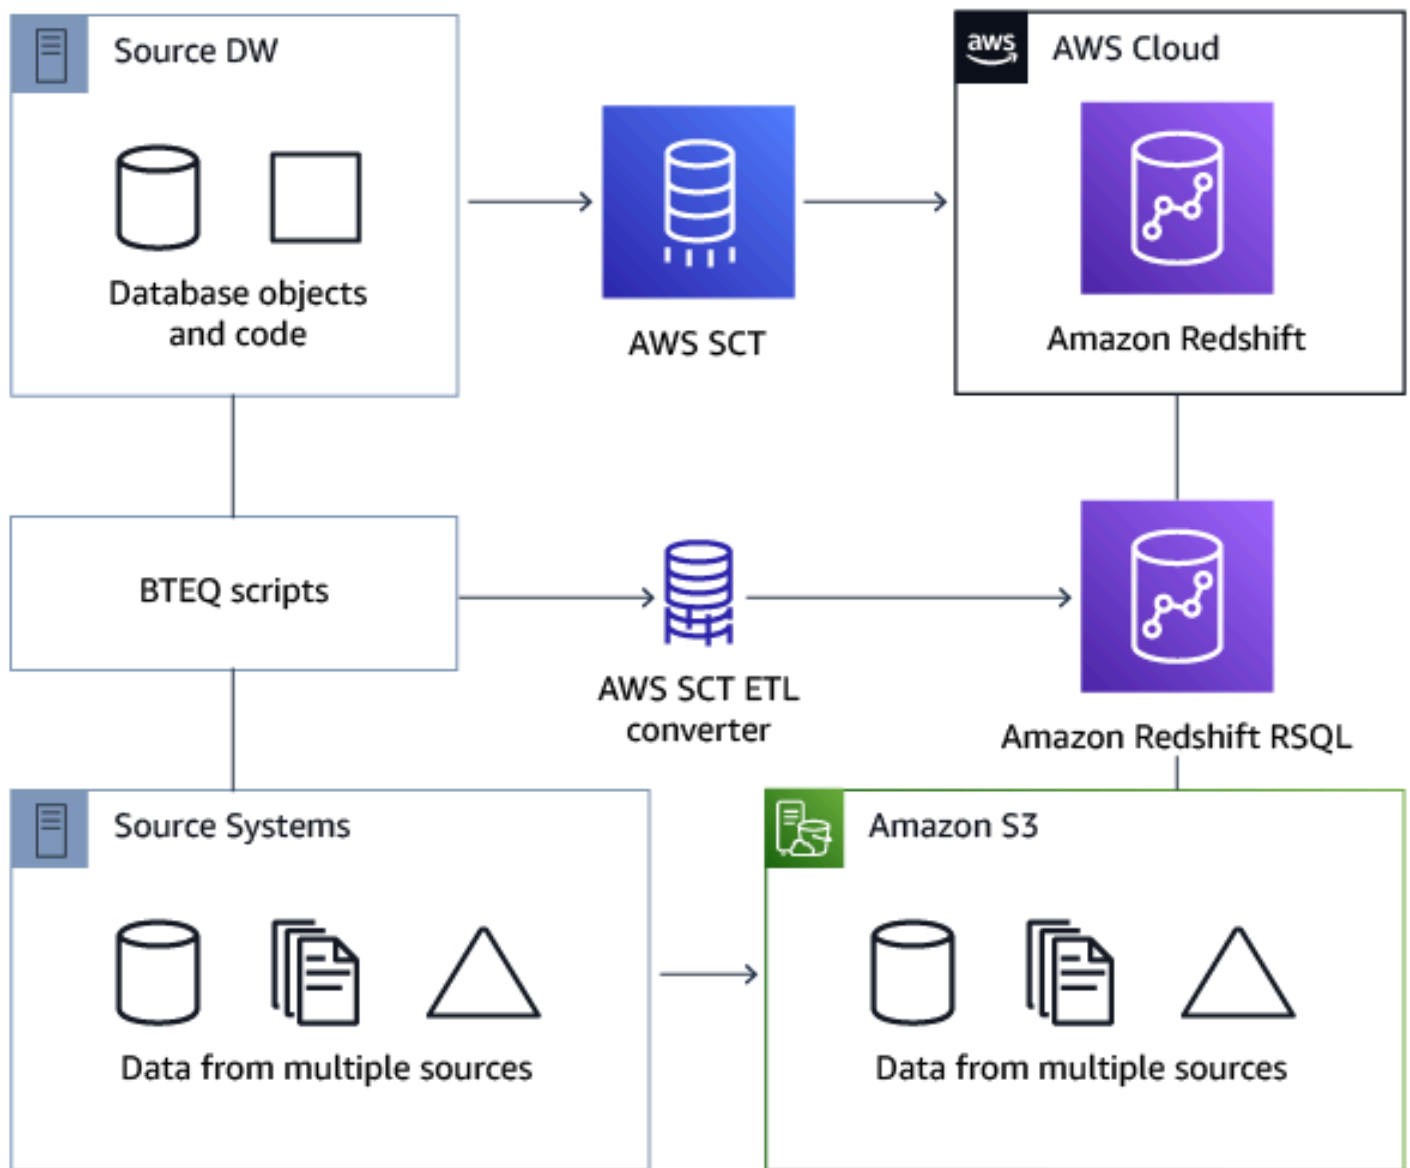 Source DW
aws
AWS Cloud
Database objects
and code
AWS SCT
Amazon Redshift
BTEQ scripts
AWS SCT ETL
converter
Amazon Redshift RSQL
Source Systems
Amazon S3
Data from multiple sources
Data from multiple sources